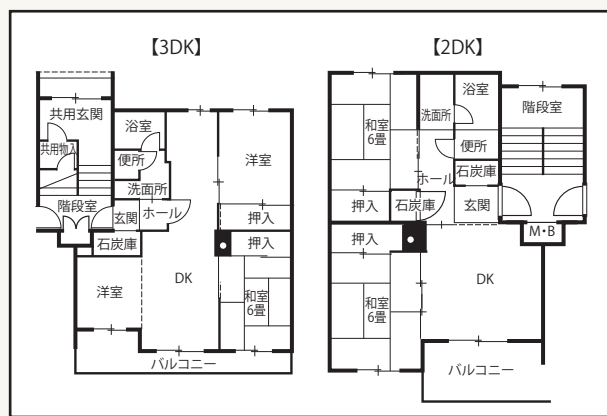 【3DK】
共用玄関
共用物入
階段室
浴室
便所
洗面所
玄関
ホール
石炭庫
洋室
押入
押入
洋室
DK
和室
6畳
バルコニー
【2DK】
浴室
洗面所
階段室
和室
6畳
便所
ホール
石炭庫
押入
石炭庫
玄関
M・B
押入
和室
6畳
DK
バルコニー